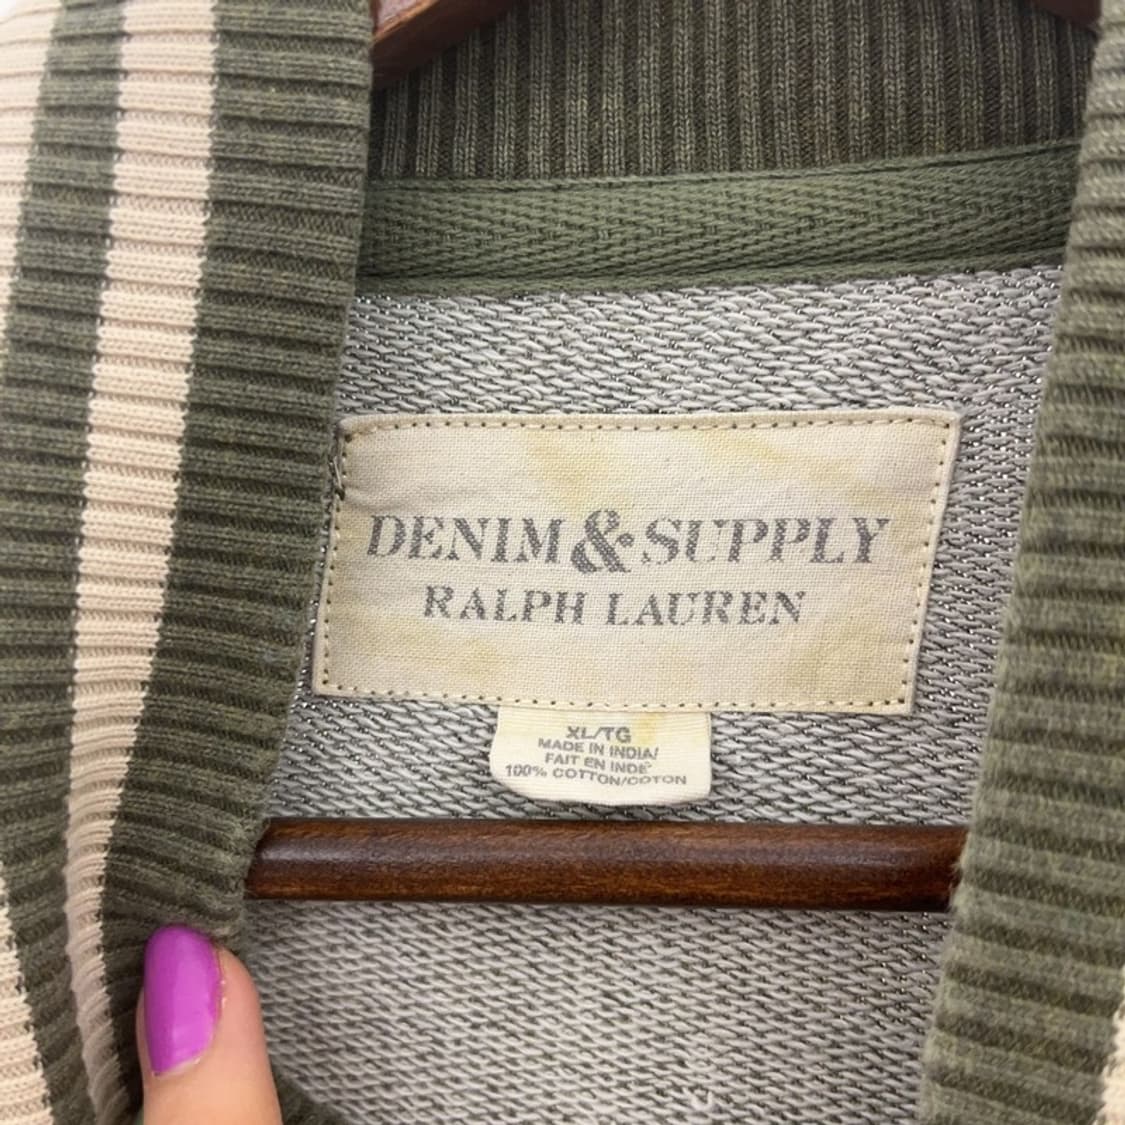 DENIM & SUPPLY
RALPH LAUREN
XL/TG
MADE IN INDIA/
FAIT EN INDE
100% COTTON/COTON